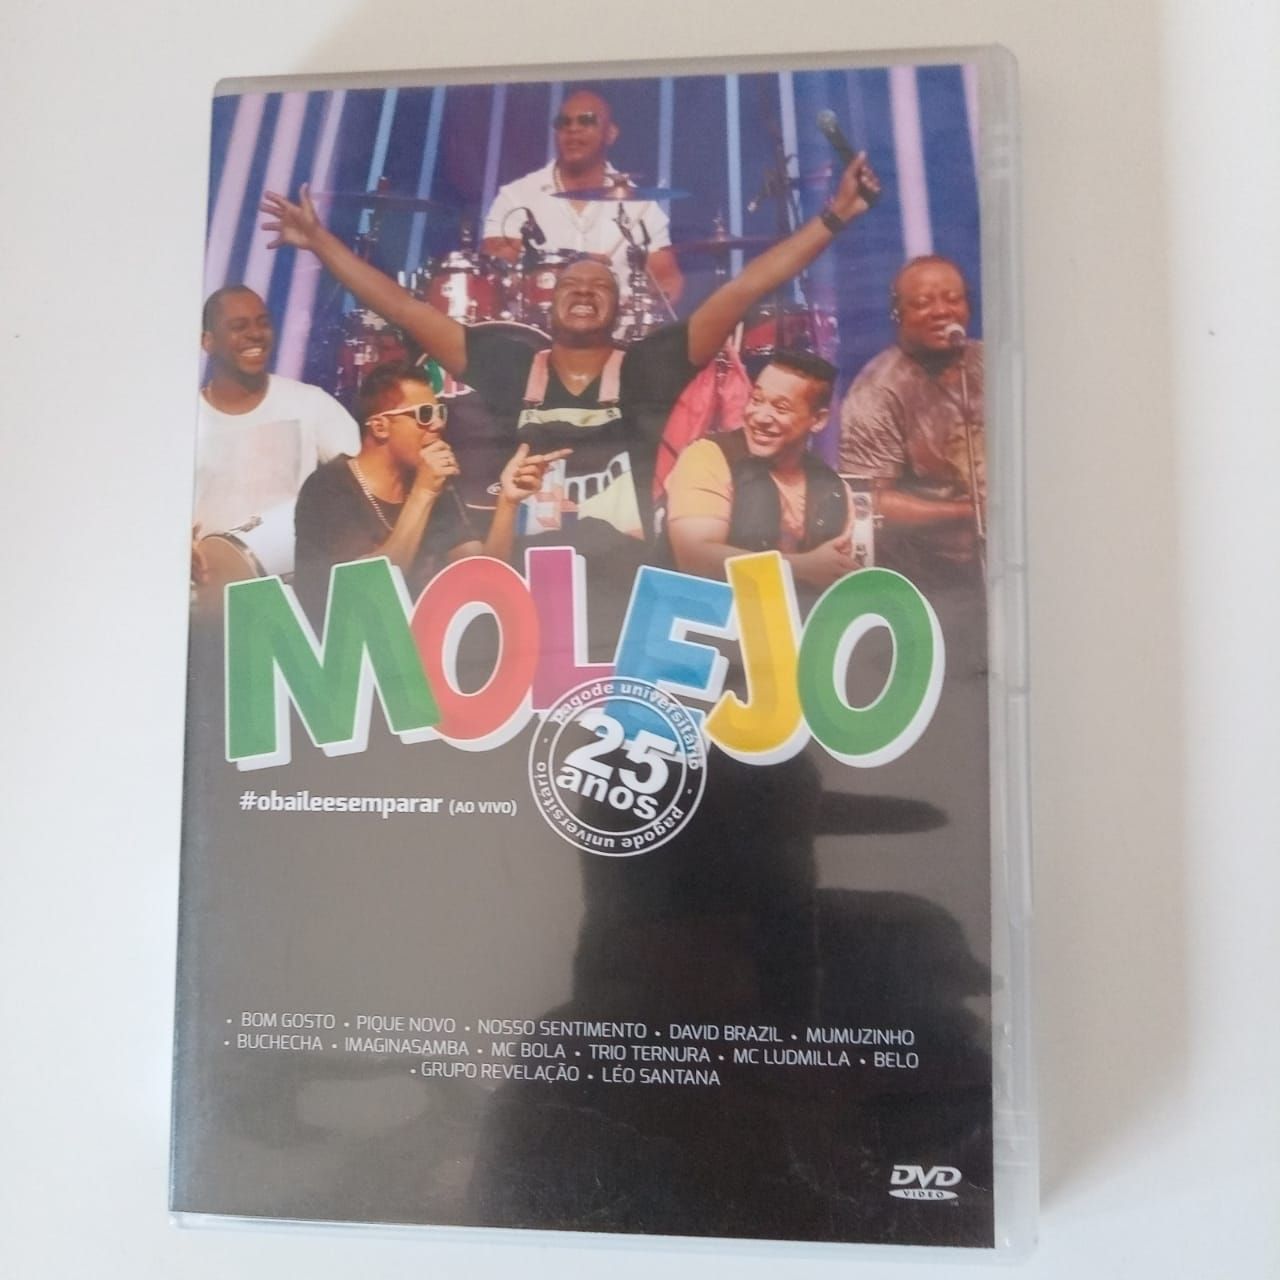 MOLEJO
pagode universitário · pagode universitário ·
25
anos
#obaileesemparar (AO VIVO)
• BOM GOSTO • PIQUE NOVO • NOSSO SENTIMENTO • DAVID BRAZIL • MUMUZINHO
• BUCHECHA • IMAGINASAMBA • MC BOLA • TRIO TERNURA • MC LUDMILLA • BELO
• GRUPO REVELAÇÃO • LÉO SANTANA
DVD
VIDEO